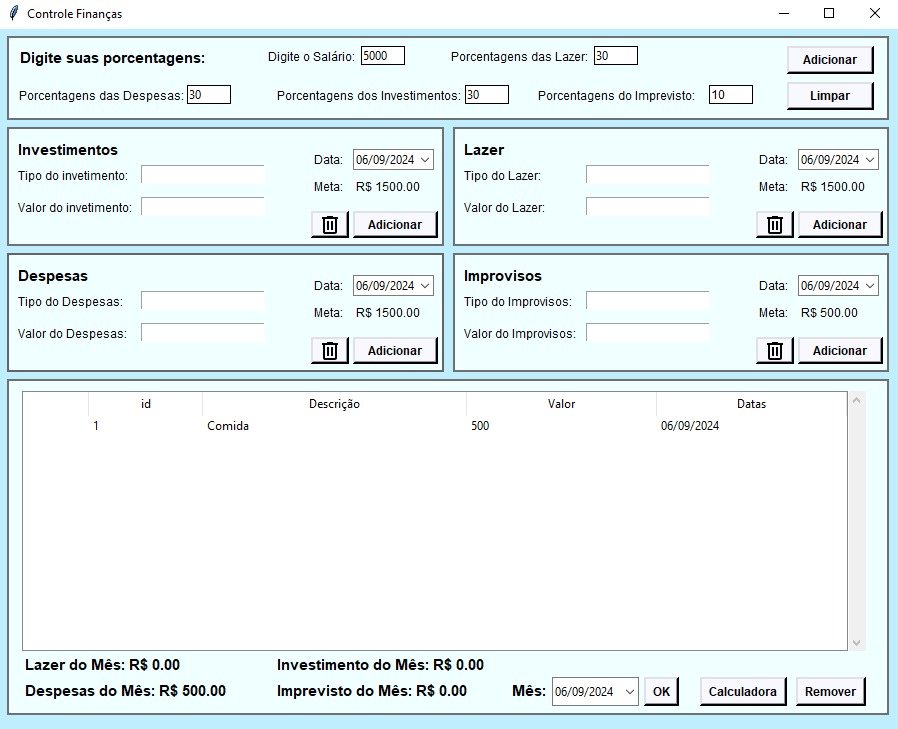 Controle Finanças
Digite suas porcentagens: Digite o Salário: 5000 Porcentagens das Lazer: 30 Adicionar
Porcentagens das Despesas: 30 Porcentagens dos Investimentos: 30 Porcentagens do Imprevisto: 10 Limpar
Investimentos
Data: 06/09/2024
Tipo do invetimento:
Meta: R$ 1500.00
Valor do invetimento:
Adicionar
Lazer
Data: 06/09/2024
Tipo do Lazer:
Meta: R$ 1500.00
Valor do Lazer:
Adicionar
Despesas
Data: 06/09/2024
Tipo do Despesas:
Meta: R$ 1500.00
Valor do Despesas:
Adicionar
Improvisos
Data: 06/09/2024
Tipo do Improvisos:
Meta: R$ 500.00
Valor do Improvisos:
Adicionar
id Descrição Valor Datas
1 Comida 500 06/09/2024
Lazer do Mês: R$ 0.00 Investimento do Mês: R$ 0.00
Despesas do Mês: R$ 500.00 Imprevisto do Mês: R$ 0.00 Mês: 06/09/2024 OK Calculadora Remover